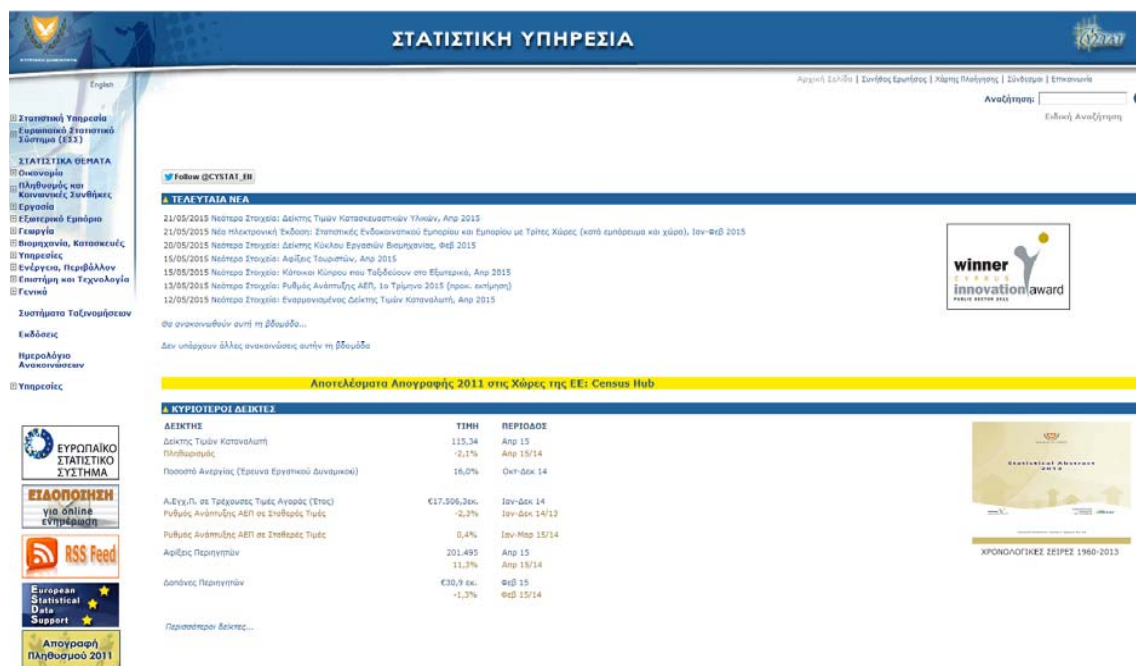 ΣΤΑΤΙΣΤΙΚΗ ΥΠΗΡΕΣΙΑ
CYSTAT
ΚΥΠΡΙΑΚΗ ΔΗΜΟΚΡΑΤΙΑ
English
Αρχική Σελίδα | Συνήθεις Ερωτήσεις | Χάρτης Πλοήγησης | Σύνδεσμοι | Επικοινωνία
Αναζήτηση:
Ειδική Αναζήτηση
Στατιστική Υπηρεσία
Ευρωπαϊκό Στατιστικό
Σύστημα (ΕΣΣ)
ΣΤΑΤΙΣΤΙΚΑ ΘΕΜΑΤΑ
Οικονομία
Πληθυσμός και
Κοινωνικές Συνθήκες
Εργασία
Εξωτερικό Εμπόριο
Γεωργία
Βιομηχανία, Κατασκευές
Υπηρεσίες
Ενέργεια, Περιβάλλον
Επιστήμη και Τεχνολογία
Γενικά
Συστήματα Ταξινομήσεων
Εκδόσεις
Ημερολόγιο
Ανακοινώσεων
Υπηρεσίες
ΕΥΡΩΠΑΪΚΟ
ΣΤΑΤΙΣΤΙΚΟ
ΣΥΣΤΗΜΑ
ΕΙΔΟΠΟΙΗΣΗ
για online
ενημέρωση
RSS Feed
European
Statistical
Data
Support
Απογραφή
Πληθυσμού 2011
Follow @CYSTAT_EN
ΤΕΛΕΥΤΑΙΑ ΝΕΑ
21/05/2015 Νεότερα Στοιχεία: Δείκτης Τιμών Κατασκευαστικών Υλικών, Απρ 2015
21/05/2015 Νέα Ηλεκτρονική Έκδοση: Στατιστικές Ενδοκοινοτικού Εμπορίου και Εμπορίου με Τρίτες Χώρες (κατά εμπόρευμα και χώρα), Ιαν-Φεβ 2015
20/05/2015 Νεότερα Στοιχεία: Δείκτης Κύκλου Εργασιών Βιομηχανίας, Φεβ 2015
15/05/2015 Νεότερα Στοιχεία: Αφίξεις Τουριστών, Απρ 2015
15/05/2015 Νεότερα Στοιχεία: Κάτοικοι Κύπρου που Ταξιδεύουν στο Εξωτερικό, Απρ 2015
13/05/2015 Νεότερα Στοιχεία: Ρυθμός Ανάπτυξης ΑΕΠ, 1ο Τρίμηνο 2015 (προκ. εκτίμηση)
12/05/2015 Νεότερα Στοιχεία: Εναρμονισμένος Δείκτης Τιμών Καταναλωτή, Απρ 2015
Θα ανακοινωθούν αυτή τη βδομάδα...
Δεν υπάρχουν άλλες ανακοινώσεις αυτήν τη βδομάδα
winner
CYPRUS
innovation award
PUBLIC SECTOR 2011
Αποτελέσματα Απογραφής 2011 στις Χώρες της ΕΕ: Census Hub
ΚΥΡΙΟΤΕΡΟΙ ΔΕΙΚΤΕΣ
ΔΕΙΚΤΗΣ ΤΙΜΗ ΠΕΡΙΟΔΟΣ
Δείκτης Τιμών Καταναλωτή 115,34 Απρ 15
Πληθωρισμός -2,1% Απρ 15/14
Ποσοστό Ανεργίας (Έρευνα Εργατικού Δυναμικού) 16,0% Οκτ-Δεκ 14
Α.Εγχ.Π. σε Τρέχουσες Τιμές Αγοράς (Έτος) €17.506,3εκ. Ιαν-Δεκ 14
Ρυθμός Ανάπτυξης ΑΕΠ σε Σταθερές Τιμές -2,3% Ιαν-Δεκ 14/13
Ρυθμός Ανάπτυξης ΑΕΠ σε Σταθερές Τιμές 0,4% Ιαν-Μαρ 15/14
Αφίξεις Περιηγητών 201.495 Απρ 15
11,3% Απρ 15/14
Δαπάνες Περιηγητών €30,9 εκ. Φεβ 15
-1,3% Φεβ 15/14
Περισσότεροι δείκτες...
Statistical Abstract
2013
ΧΡΟΝΟΛΟΓΙΚΕΣ ΣΕΙΡΕΣ 1960-2013